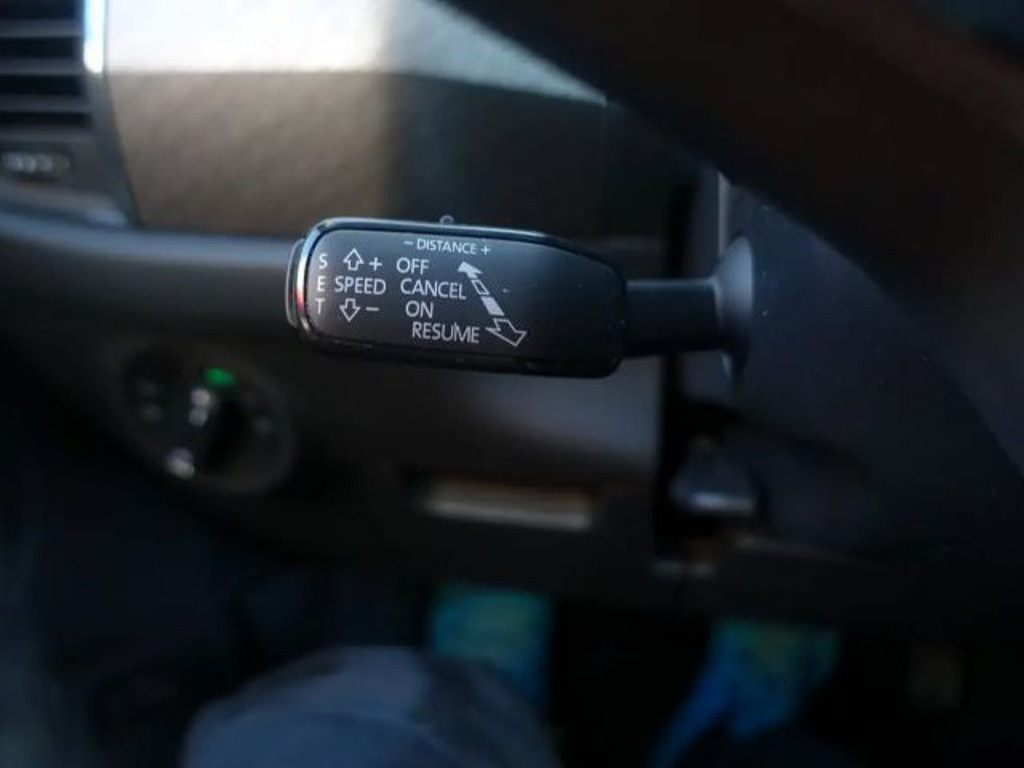 - DISTANCE +
S + OFF
E SPEED CANCEL
T - ON
RESUME